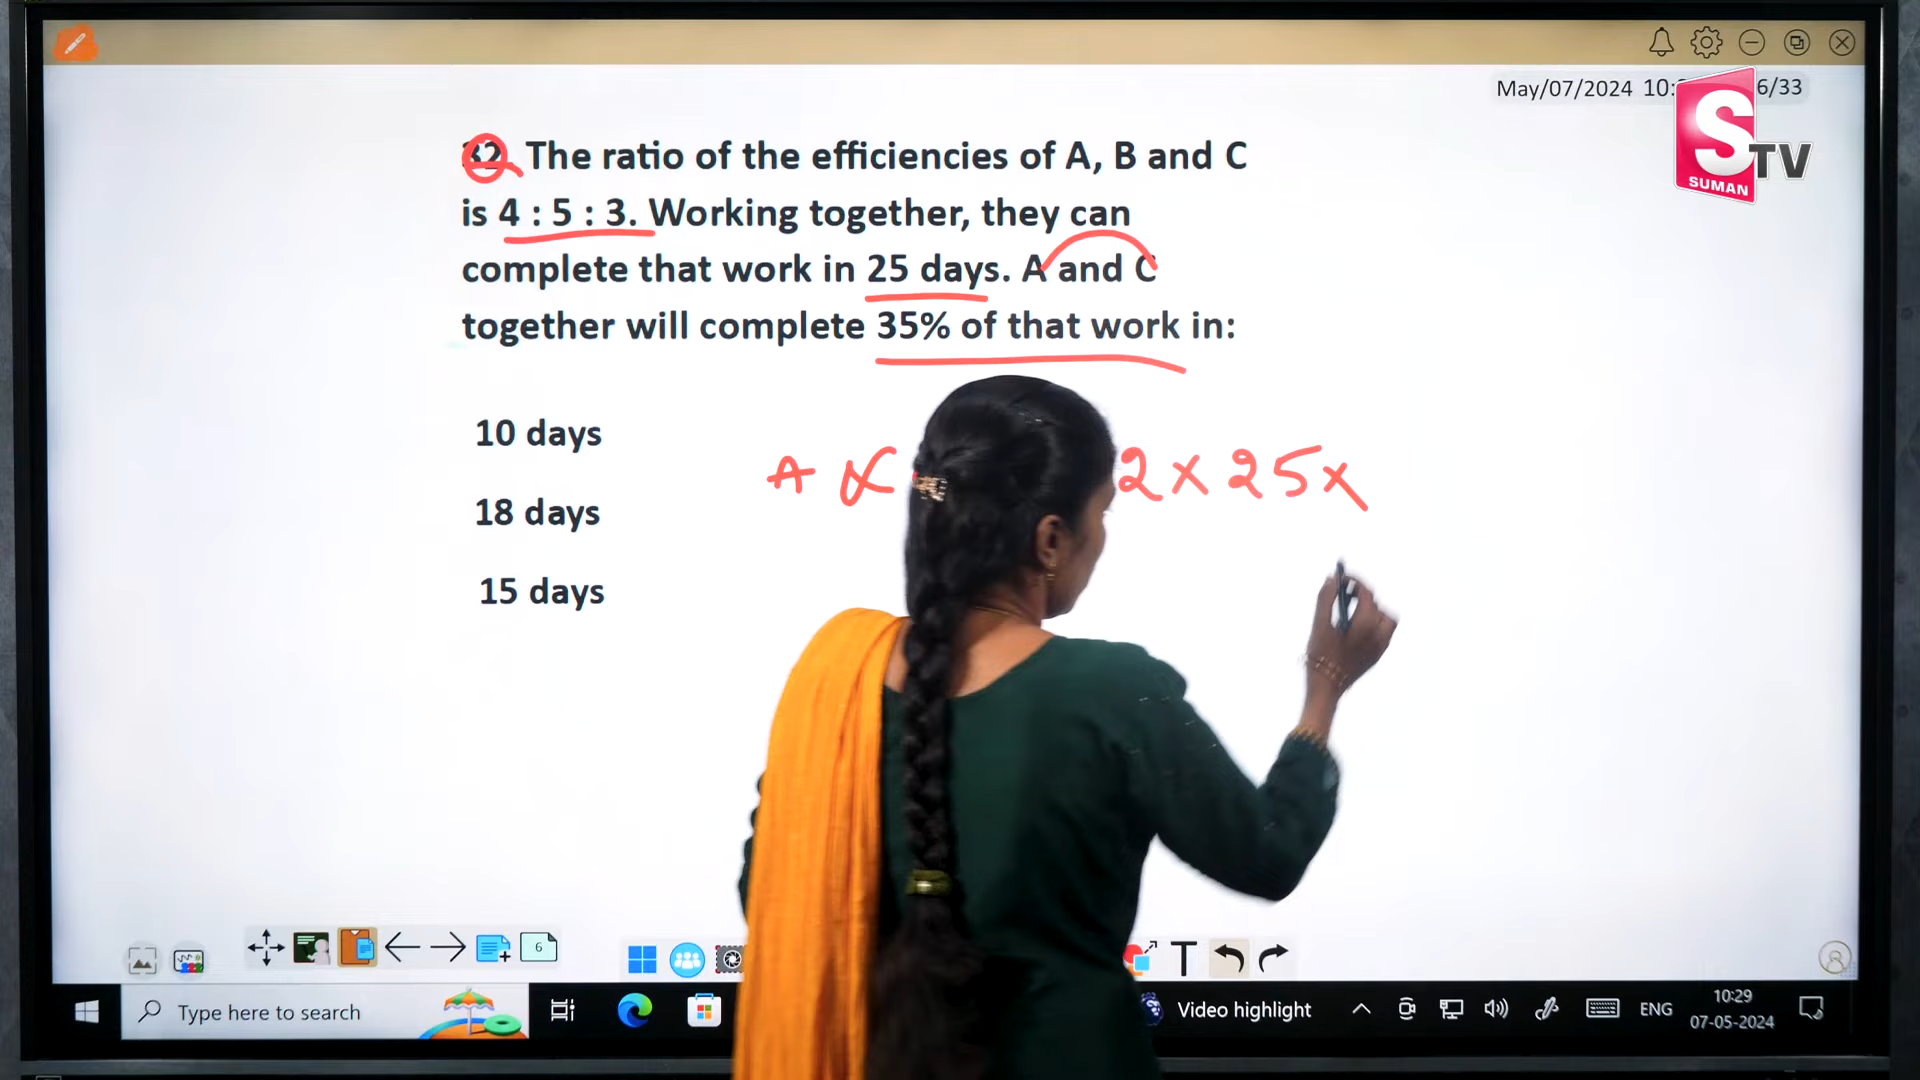 May/07/2024 10: 6/33
S
TV
SUMAN
32. The ratio of the efficiencies of A, B and C
is 4 : 5 : 3. Working together, they can
complete that work in 25 days. A and C
together will complete 35% of that work in:
10 days
18 days
15 days
A 2 x 25 x
6
T
Type here to search
Video highlight
ENG
10:29
07-05-2024